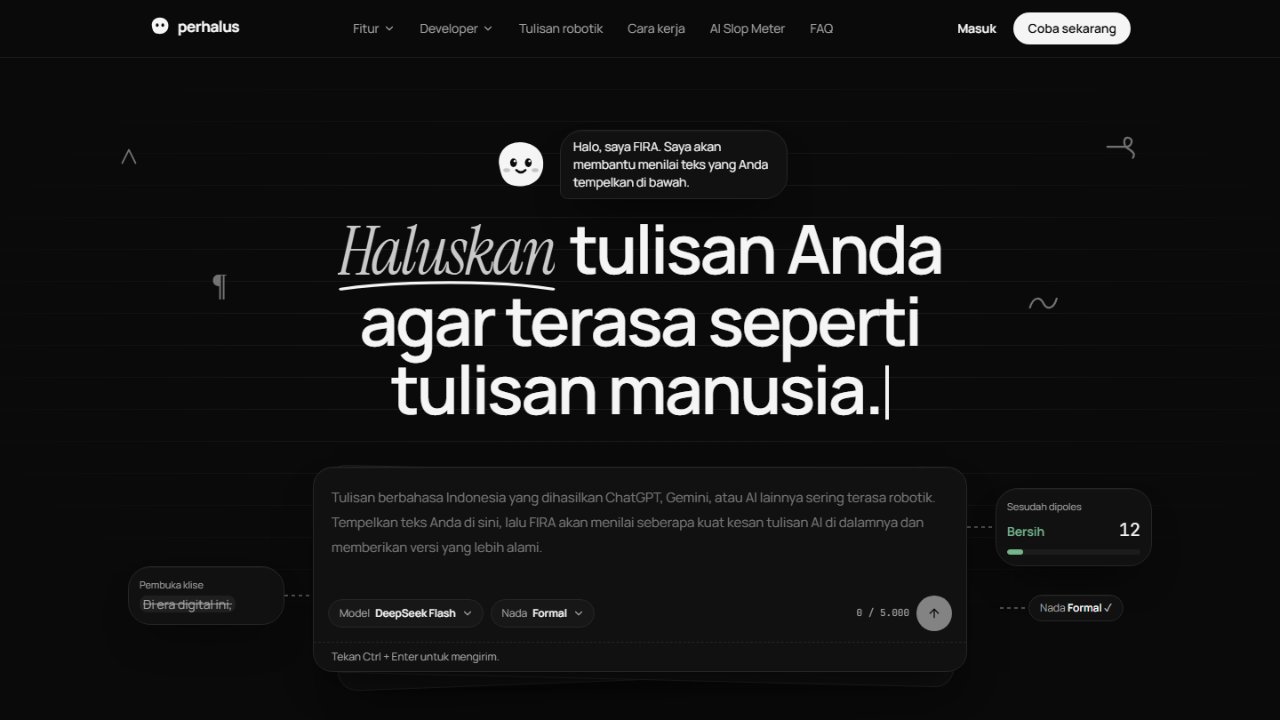 perhalus
Fitur
Developer
Tulisan robotik
Cara kerja
AI Slop Meter
FAQ
Masuk
Coba sekarang
Halo, saya FIRA. Saya akan
membantu menilai teks yang Anda
tempelkan di bawah.
¶
Haluskan tulisan Anda
agar terasa seperti
tulisan manusia.
Tulisan berbahasa Indonesia yang dihasilkan ChatGPT, Gemini, atau AI lainnya sering terasa robotik.
Tempelkan teks Anda di sini, lalu FIRA akan menilai seberapa kuat kesan tulisan AI di dalamnya dan
memberikan versi yang lebih alami.
Sesudah dipoles
Bersih 12
Pembuka klise
Di era digital ini,
Model DeepSeek Flash
Nada Formal
0 / 5.000
Nada Formal ✓
Tekan Ctrl + Enter untuk mengirim.